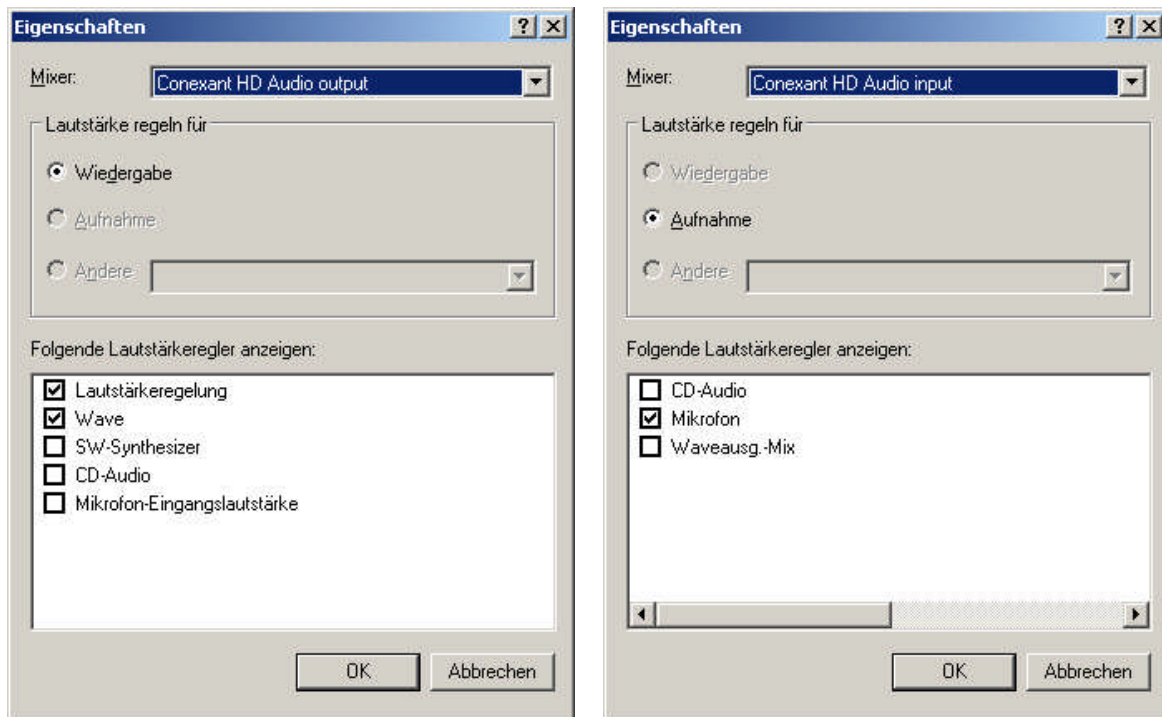 Eigenschaften
Mixer:
Conexant HD Audio output
Lautstärke regeln für
Wiedergabe
Aufnahme
Andere
Folgende Lautstärkeregler anzeigen:
Lautstärkeregelung
Wave
SW-Synthesizer
CD-Audio
Mikrofon-Eingangslautstärke
OK
Abbrechen
Eigenschaften
Mixer:
Conexant HD Audio input
Lautstärke regeln für
Wiedergabe
Aufnahme
Andere
Folgende Lautstärkeregler anzeigen:
CD-Audio
Mikrofon
Waveausg.-Mix
OK
Abbrechen